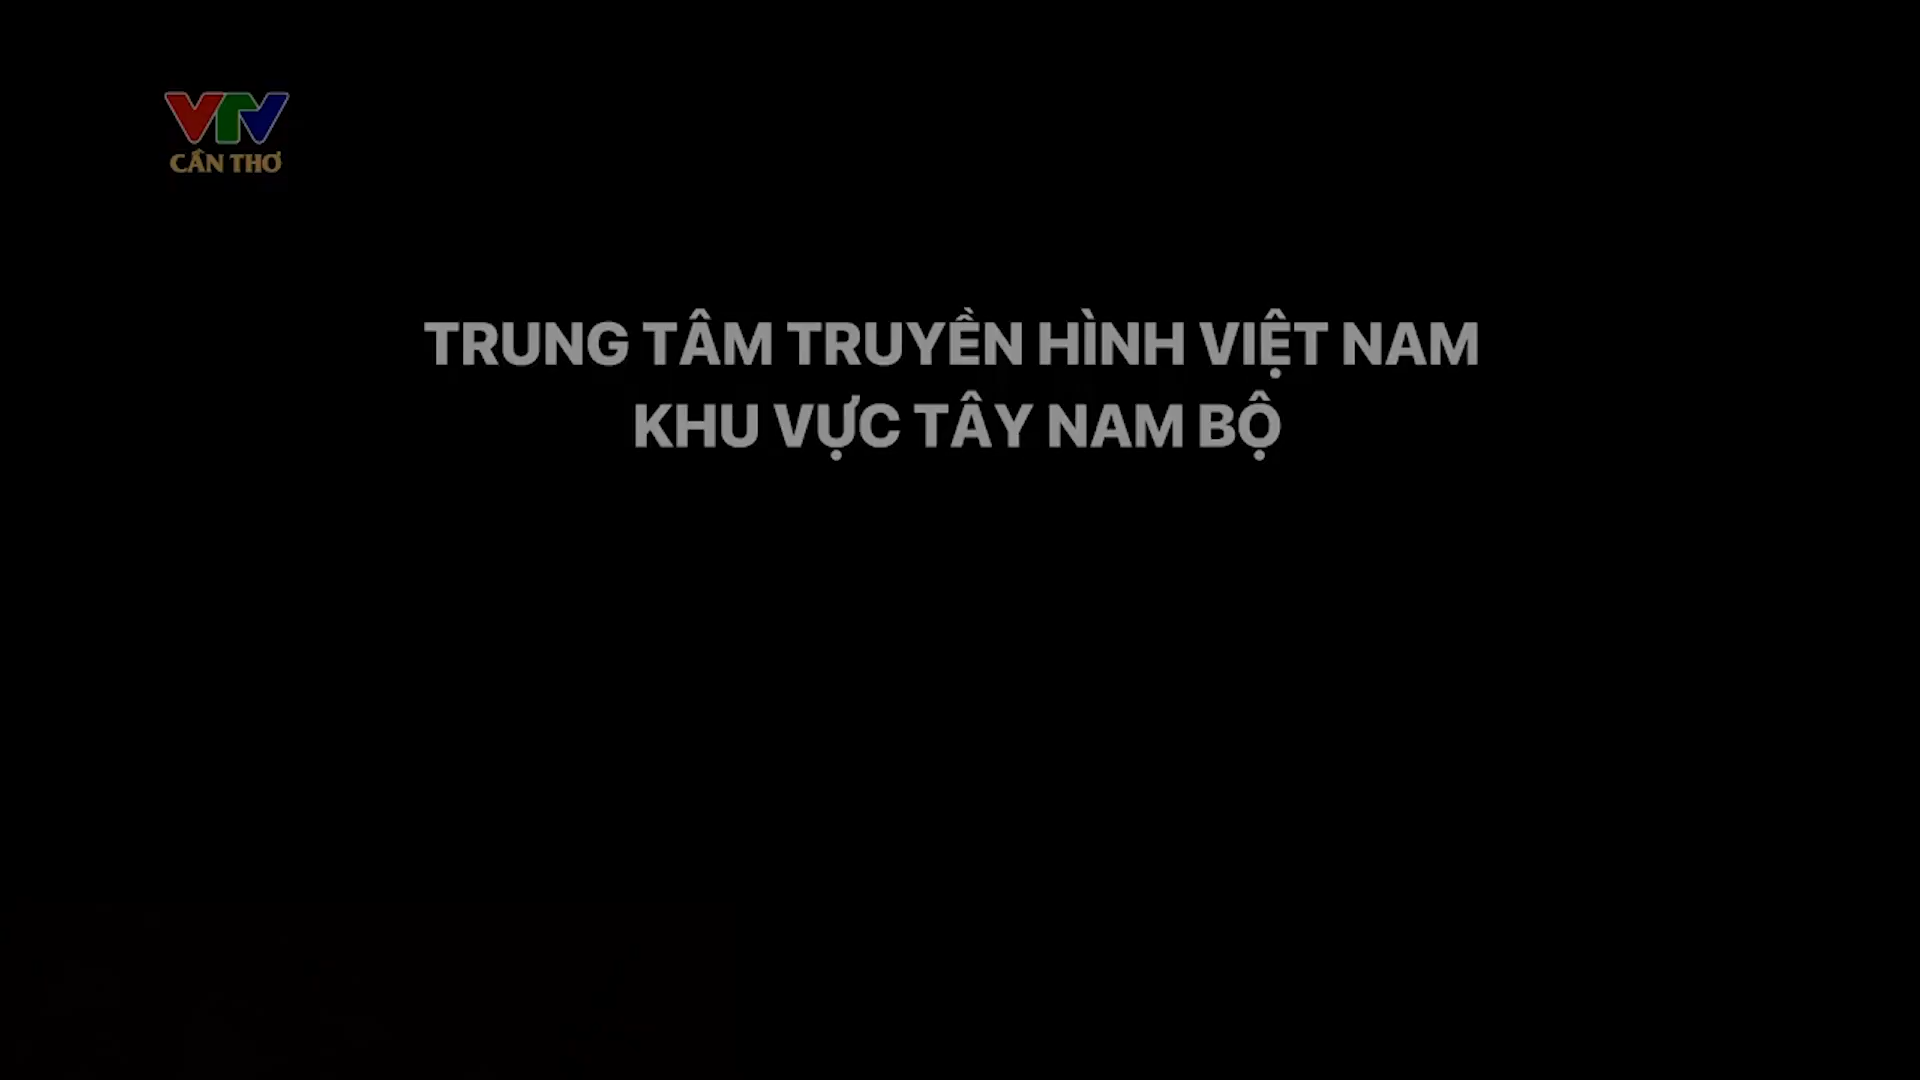 VTV
CẦN THƠ
TRUNG TÂM TRUYỀN HÌNH VIỆT NAM
KHU VỰC TÂY NAM BỘ